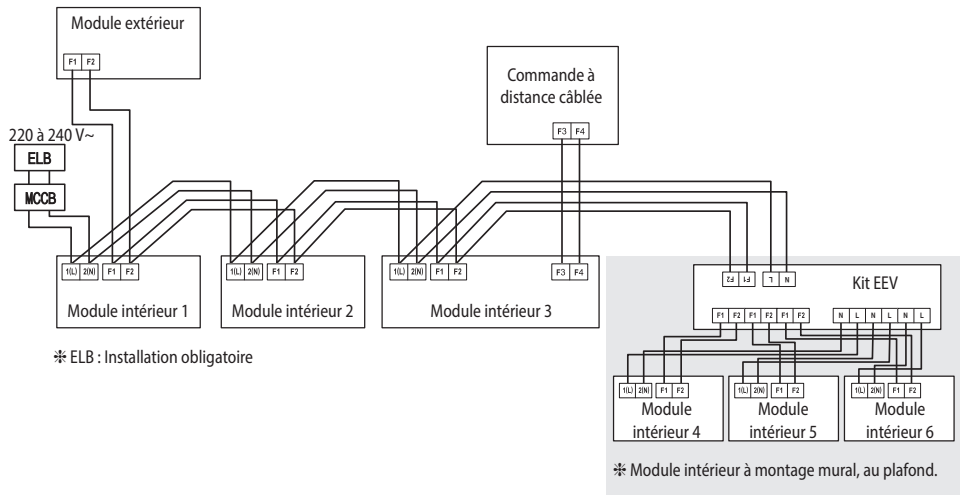 Module extérieur
F1 F2
Commande à
distance câblée
F3 F4
220 à 240 V~
ELB
MCCB
1(L) 2(N) F1 F2
Module intérieur 1
1(L) 2(N) F1 F2
Module intérieur 2
1(L) 2(N) F1 F2 F3 F4
Module intérieur 3
F2 F1 L N
Kit EEV
F1 F2 F1 F2 F1 F2 N L N L N L
❈ ELB : Installation obligatoire
1(L) 2(N) F1 F2
Module
intérieur 4
1(L) 2(N) F1 F2
Module
intérieur 5
1(L) 2(N) F1 F2
Module
intérieur 6
❈ Module intérieur à montage mural, au plafond.